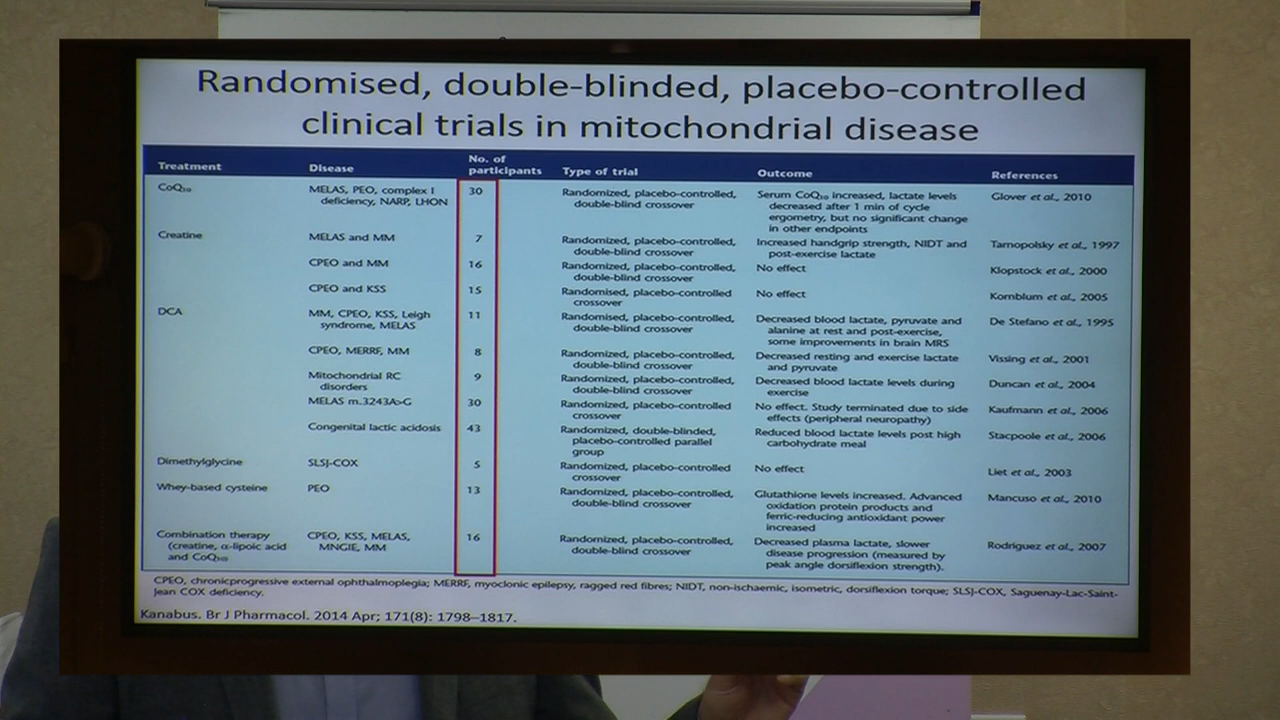 Randomised, double-blinded, placebo-controlled
clinical trials in mitochondrial disease
Treatment Disease No. of participants Type of trial Outcome References
CoQ₁₀ MELAS, PEO, complex I 30 Randomized, placebo-controlled, Serum CoQ₁₀ increased, lactate levels Glover et al., 2010
deficiency, NARP, LHON double-blind crossover decreased after 1 min of cycle
ergometry, but no significant change
in other endpoints
Creatine MELAS and MM 7 Randomized, placebo-controlled, Increased handgrip strength, NIDT and Tarnopolsky et al., 1997
double-blind crossover post-exercise lactate
CPEO and MM 16 Randomized, placebo-controlled, No effect Klopstock et al., 2000
double-blind crossover
CPEO and KSS 15 Randomised, placebo-controlled No effect Kornblum et al., 2005
crossover
DCA MM, CPEO, KSS, Leigh 11 Randomised, placebo-controlled, Decreased blood lactate, pyruvate and De Stefano et al., 1995
syndrome, MELAS double-blind crossover alanine at rest and post-exercise,
some improvements in brain MRS
CPEO, MERRF, MM 8 Randomized, placebo-controlled, Decreased resting and exercise lactate Vissing et al., 2001
double-blind crossover and pyruvate
Mitochondrial RC 9 Randomized, placebo-controlled, Decreased blood lactate levels during Duncan et al., 2004
disorders double-blind crossover exercise
MELAS m.3243A>G 30 Randomized, placebo-controlled No effect. Study terminated due to side Kaufmann et al., 2006
crossover effects (peripheral neuropathy)
Congenital lactic acidosis 43 Randomized, double-blinded, Reduced blood lactate levels post high Stacpoole et al., 2006
placebo-controlled parallel carbohydrate meal
group
Dimethylglycine SLSJ-COX 5 Randomized, placebo-controlled No effect Liet et al., 2003
crossover
Whey-based cysteine PEO 13 Randomized, placebo-controlled, Glutathione levels increased. Advanced Mancuso et al., 2010
double-blind crossover oxidation protein products and
ferric-reducing antioxidant power
increased
Combination therapy CPEO, KSS, MELAS, 16 Randomized, placebo-controlled, Decreased plasma lactate, slower Rodriguez et al., 2007
(creatine, α-lipoic acid MNGIE, MM double-blind crossover disease progression (measured by
and CoQ₁₀) peak angle dorsiflexion strength).
CPEO, chronicprogressive external ophthalmoplegia; MERRF, myoclonic epilepsy, ragged red fibres; NIDT, non-ischaemic, isometric, dorsiflexion torque; SLSJ-COX, Saguenay-Lac-Saint-
Jean COX deficiency.
Kanabus. Br J Pharmacol. 2014 Apr; 171(8): 1798–1817.